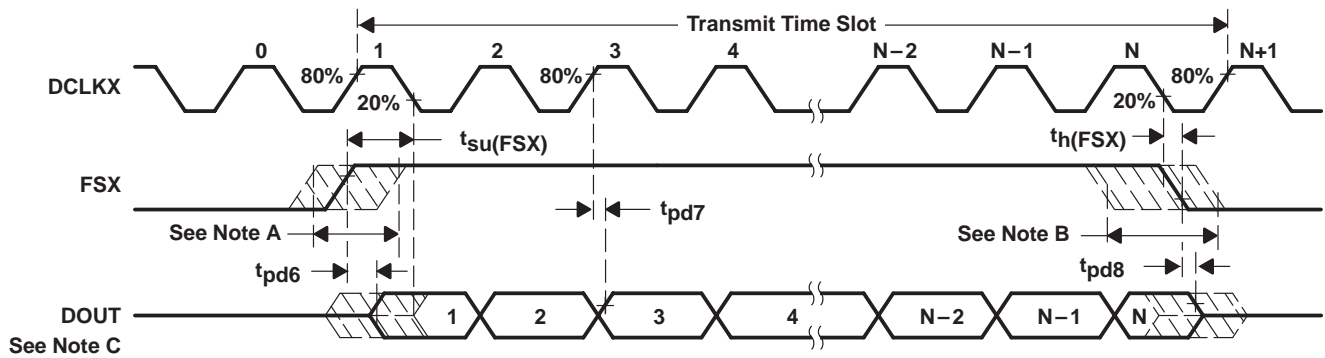 Transmit Time Slot
0 1 2 3 4 N−2 N−1 N N+1
80% 80% 80%
DCLKX
20% 20%
tsu(FSX) th(FSX)
FSX
tpd7
See Note A See Note B
tpd6 tpd8
DOUT 1 2 3 4 N−2 N−1 N
See Note C